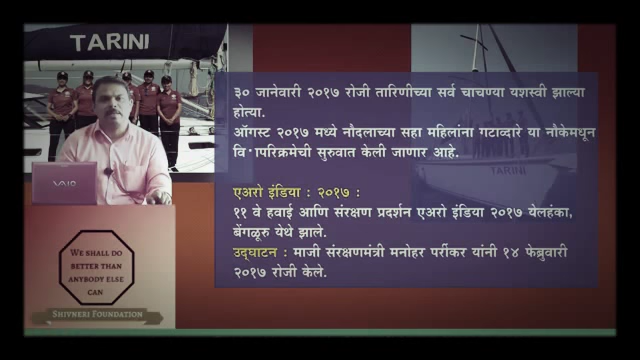 TARINI
३० जानेवारी २०१७ रोजी तारिणीच्या सर्व चाचण्या यशस्वी झाल्या
होत्या.
ऑगस्ट २०१७ मध्ये नौदलाच्या सहा महिलांना गटाव्दारे या नौकेमधून
वि॰ापरिक्रमेची सुरुवात केली जाणार आहे.
एअरो इंडिया : २०१७ :
११ वे हवाई आणि संरक्षण प्रदर्शन एअरो इंडिया २०१७ येलहंका,
बेंगळूरु येथे झाले.
उद्घाटन : माजी संरक्षणमंत्री मनोहर पर्रीकर यांनी १४ फेब्रुवारी
२०१७ रोजी केले.
TARINI
VAIO
WE SHALL DO
BETTER THAN
ANYBODY ELSE
CAN
SHIVNERI FOUNDATION